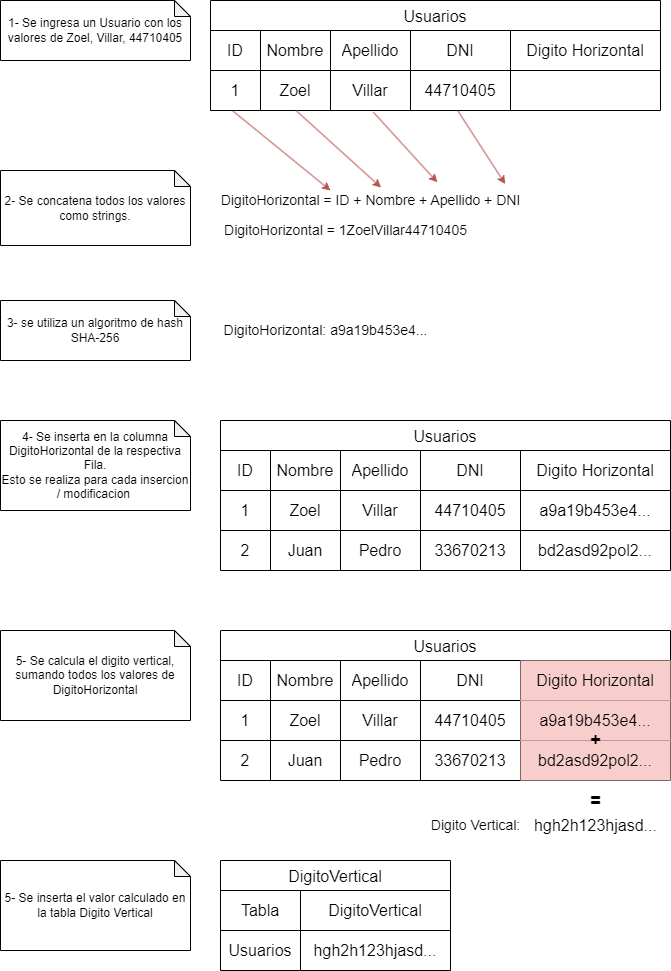 1- Se ingresa un Usuario con los
valores de Zoel, Villar, 44710405
Usuarios
ID Nombre Apellido DNI Digito Horizontal
1 Zoel Villar 44710405
2- Se concatena todos los valores
como strings.
DigitoHorizontal = ID + Nombre + Apellido + DNI
DigitoHorizontal = 1ZoelVillar44710405
3- se utiliza un algoritmo de hash
SHA-256
DigitoHorizontal: a9a19b453e4...
4- Se inserta en la columna
DigitoHorizontal de la respectiva
Fila.
Esto se realiza para cada insercion
/ modificacion
Usuarios
ID Nombre Apellido DNI Digito Horizontal
1 Zoel Villar 44710405 a9a19b453e4...
2 Juan Pedro 33670213 bd2asd92pol2...
5- Se calcula el digito vertical,
sumando todos los valores de
DigitoHorizontal
Usuarios
ID Nombre Apellido DNI Digito Horizontal
1 Zoel Villar 44710405 a9a19b453e4...
+
2 Juan Pedro 33670213 bd2asd92pol2...
=
Digito Vertical: hgh2h123hjasd...
5- Se inserta el valor calculado en
la tabla Digito Vertical
DigitoVertical
Tabla DigitoVertical
Usuarios hgh2h123hjasd...